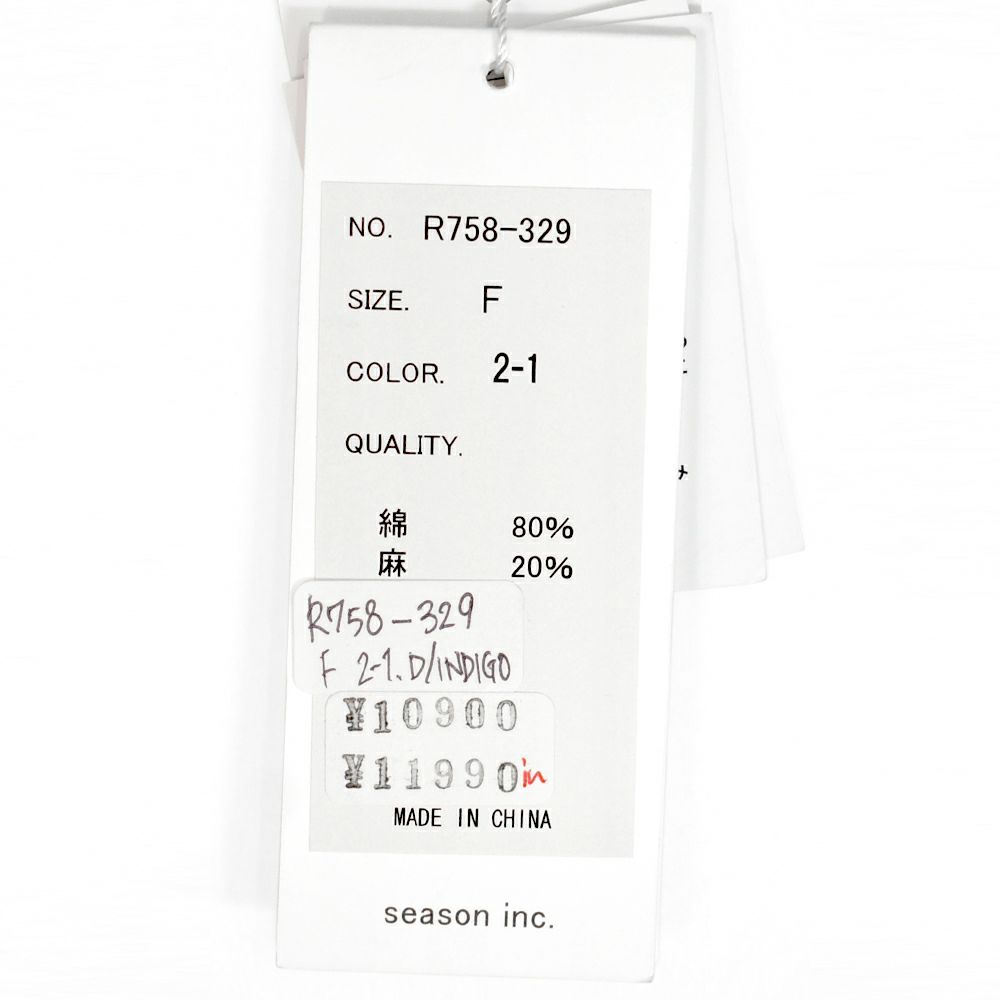 NO. R758-329
SIZE. F
COLOR. 2-1
QUALITY.
綿 80%
麻 20%
R758-329
F 2-1.D/INDIGO
¥10900
¥11990in
MADE IN CHINA
season inc.